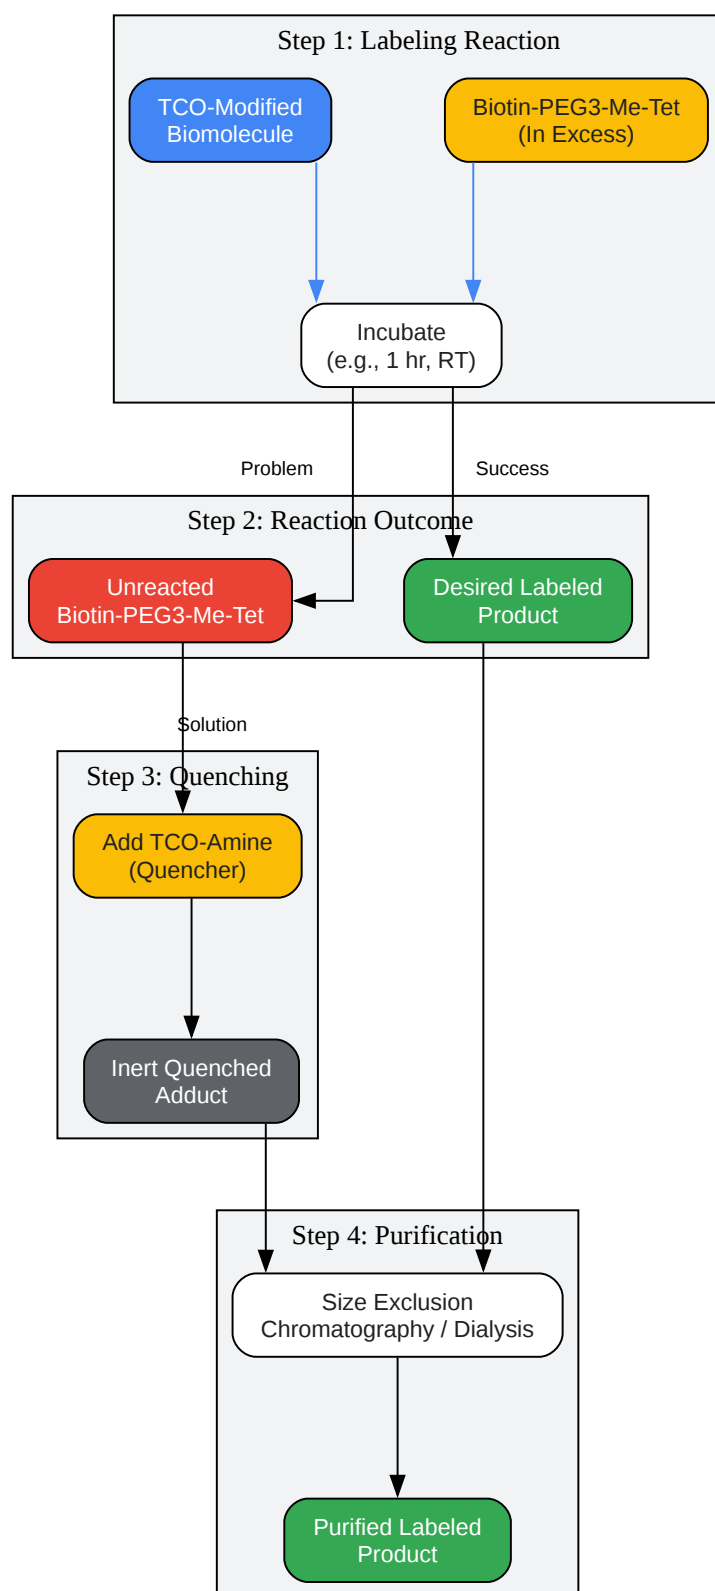 Step 1: Labeling Reaction
TCO-Modified
Biomolecule
Biotin-PEG3-Me-Tet
(In Excess)
Incubate
(e.g., 1 hr, RT)
Problem
Success
Step 2: Reaction Outcome
Unreacted
Biotin-PEG3-Me-Tet
Desired Labeled
Product
Solution
Step 3: Quenching
Add TCO-Amine
(Quencher)
Inert Quenched
Adduct
Step 4: Purification
Size Exclusion
Chromatography / Dialysis
Purified Labeled
Product